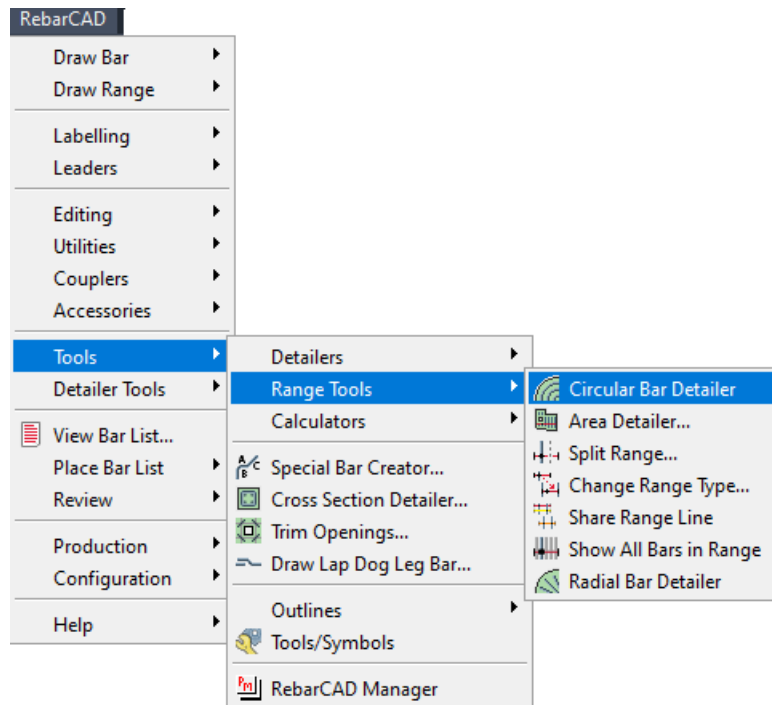 RebarCAD
Draw Bar
Draw Range
Labelling
Leaders
Editing
Utilities
Couplers
Accessories
Tools
Detailer Tools
View Bar List...
Place Bar List
Review
Production
Configuration
Help
Detailers
Range Tools
Calculators
A/C
B
Special Bar Creator...
Cross Section Detailer...
Trim Openings...
Draw Lap Dog Leg Bar...
Outlines
Tools/Symbols
PM
RebarCAD Manager
Circular Bar Detailer
Area Detailer...
Split Range...
Change Range Type...
Share Range Line
Show All Bars in Range
Radial Bar Detailer